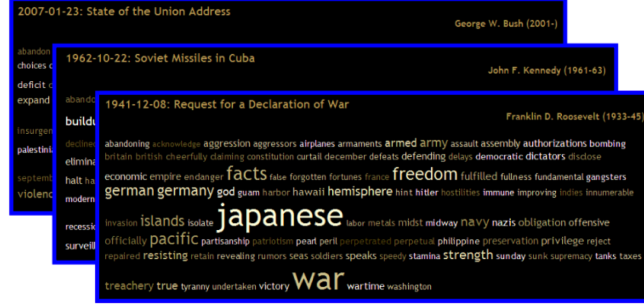 2007-01-23: State of the Union Address
George W. Bush (2001-)
abandon
choices
deficit
expand
insurgen
palestini
septemb
violenc
1962-10-22: Soviet Missiles in Cuba
John F. Kennedy (1961-63)
abando
buildu
declined
elimina
halt ha
modern
recessio
surveil
1941-12-08: Request for a Declaration of War
Franklin D. Roosevelt (1933-45)
abandoning acknowledge aggression aggressors airplanes armaments armed army assault assembly authorizations bombing
britain british cheerfully claiming constitution curtail december defeats defending delays democratic dictators disclose
economic empire endanger facts false forgotten fortunes france freedom fulfilled fullness fundamental gangsters
german germany god guam harbor hawaii hemisphere hint hitler hostilities immune improving indies innumerable
invasion islands isolate japanese labor metals midst midway navy nazis obligation offensive
officially pacific partisanship patriotism pearl peril perpetrated perpetual philippine preservation privilege reject
repaired resisting retain revealing rumors seas soldiers speaks speedy stamina strength sunday sunk supremacy tanks taxes
treachery true tyranny undertaken victory war wartime washington